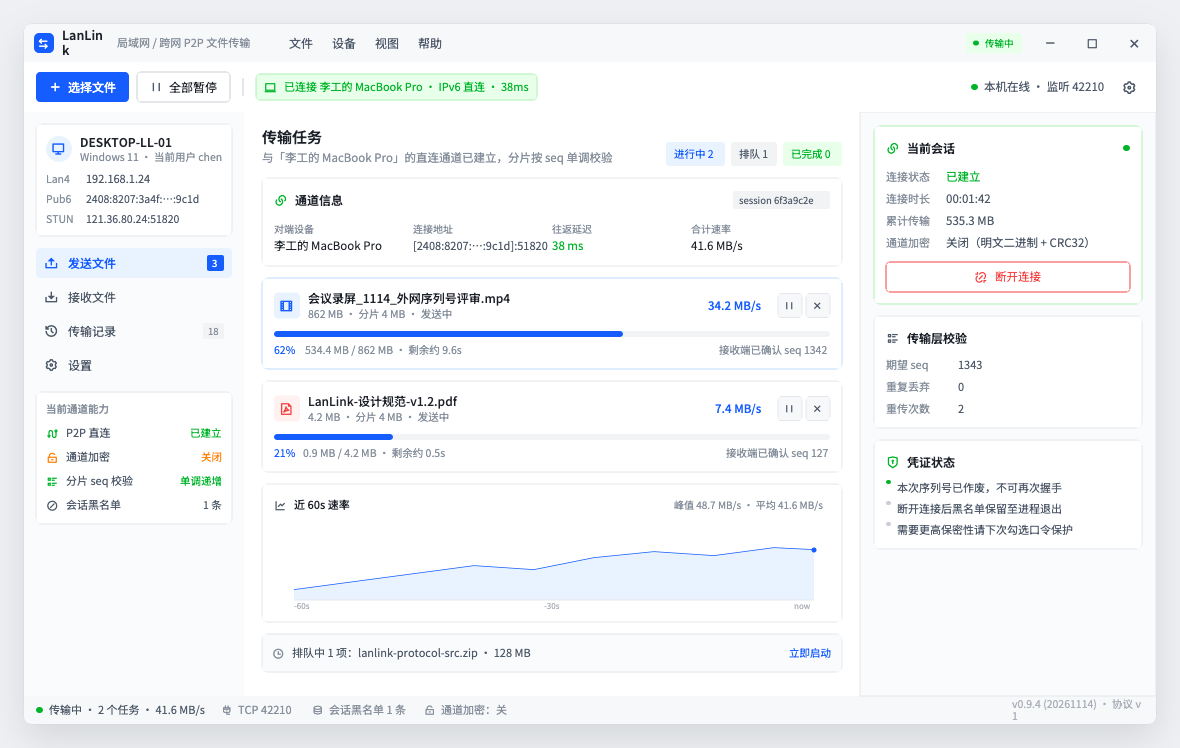 LanLin
k
局域网 / 跨网 P2P 文件传输
文件 设备 视图 帮助
传输中
选择文件
全部暂停
已连接 李工的 MacBook Pro · IPv6 直连 · 38ms
本机在线 · 监听 42210
DESKTOP-LL-01
Windows 11 · 当前用户 chen
Lan4 192.168.1.24
Pub6 2408:8207:3a4f:···:9c1d
STUN 121.36.80.24:51820
发送文件 3
接收文件
传输记录 18
设置
当前通道能力
P2P 直连 已建立
通道加密 关闭
分片 seq 校验 单调递增
会话黑名单 1 条
传输任务
与「李工的 MacBook Pro」的直连通道已建立，分片按 seq 单调校验
进行中 2 排队 1 已完成 0
通道信息
session 6f3a9c2e
对端设备 连接地址 往返延迟 合计速率
李工的 MacBook Pro [2408:8207:···:9c1d]:51820 38 ms 41.6 MB/s
会议录屏_1114_外网序列号评审.mp4
862 MB · 分片 4 MB · 发送中
34.2 MB/s
62% 534.4 MB / 862 MB · 剩余约 9.6s
接收端已确认 seq 1342
LanLink-设计规范-v1.2.pdf
4.2 MB · 分片 4 MB · 发送中
7.4 MB/s
21% 0.9 MB / 4.2 MB · 剩余约 0.5s
接收端已确认 seq 127
近 60s 速率
峰值 48.7 MB/s · 平均 41.6 MB/s
-60s -30s now
排队中 1 项：lanlink-protocol-src.zip · 128 MB
立即启动
当前会话
连接状态 已建立
连接时长 00:01:42
累计传输 535.3 MB
通道加密 关闭（明文二进制 + CRC32）
断开连接
传输层校验
期望 seq 1343
重复丢弃 0
重传次数 2
凭证状态
本次序列号已作废，不可再次握手
断开连接后黑名单保留至进程退出
需要更高保密性请下次勾选口令保护
传输中 · 2 个任务 · 41.6 MB/s
TCP 42210
会话黑名单 1 条
通道加密：关
v0.9.4 (20261114) · 协议 v
1